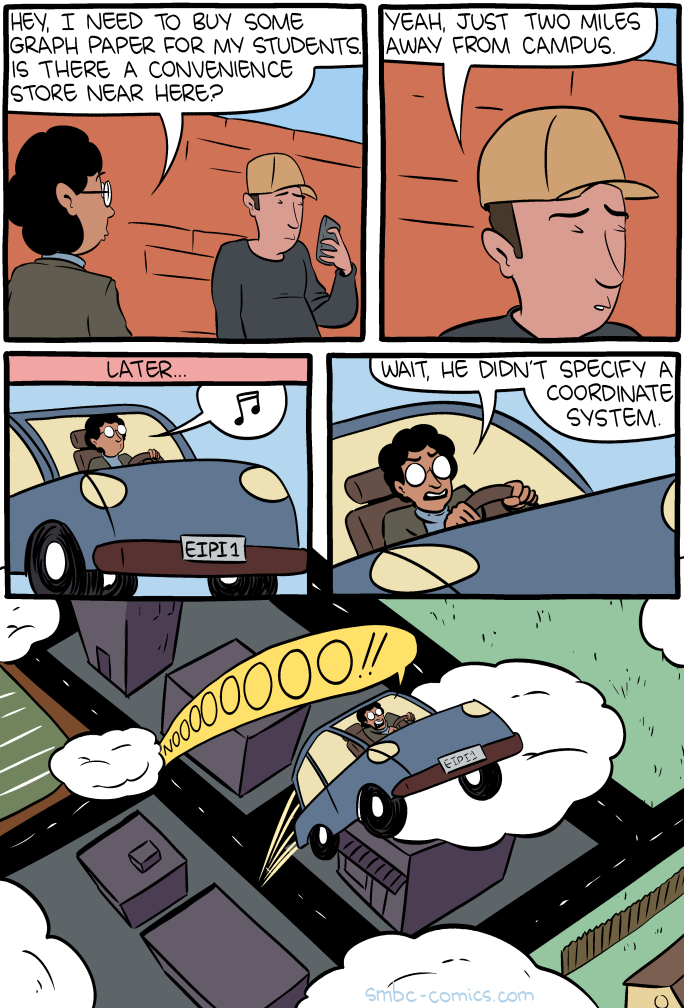 HEY, I NEED TO BUY SOME
GRAPH PAPER FOR MY STUDENTS.
IS THERE A CONVENIENCE
STORE NEAR HERE?
YEAH, JUST TWO MILES
AWAY FROM CAMPUS.
LATER...
EIPI1
WAIT, HE DIDN'T SPECIFY A
COORDINATE
SYSTEM.
NOOOOOOOOOO!!
EIPI1
smbc-comics.com